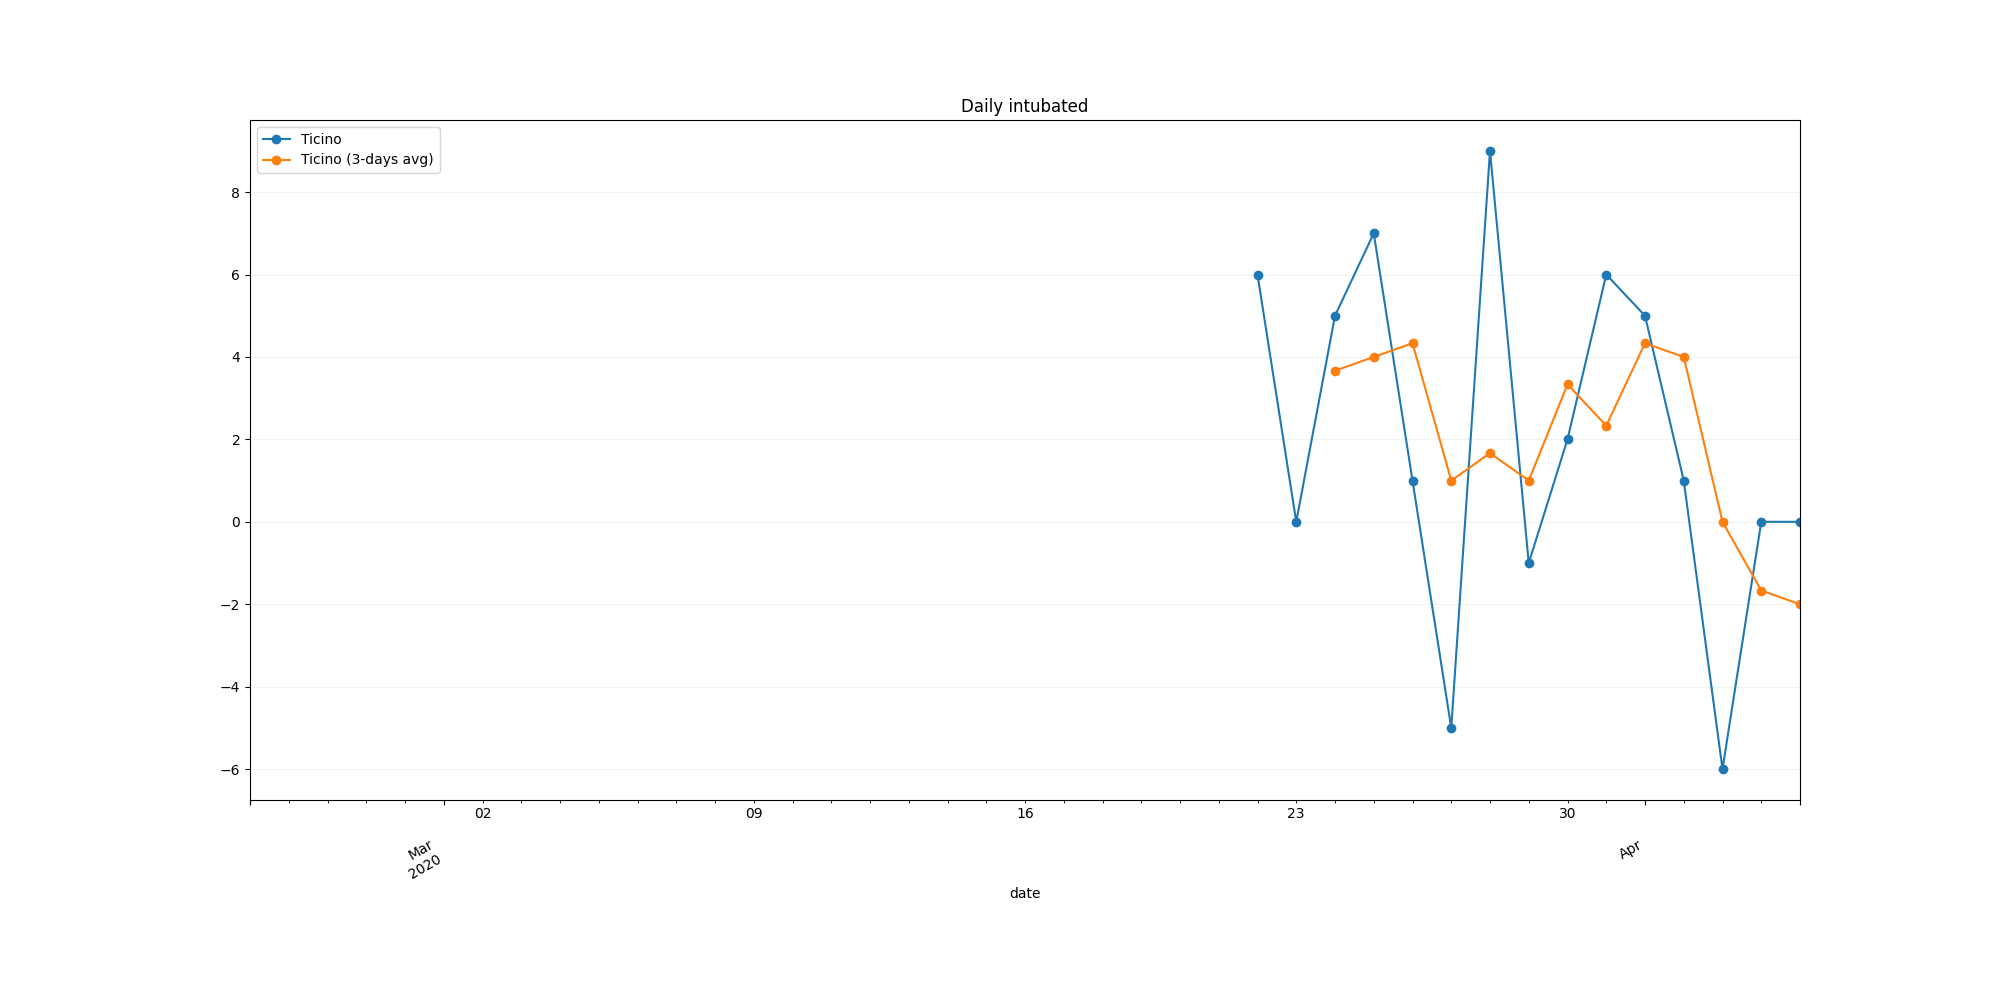 Daily intubated
Ticino
Ticino (3-days avg)
8
6
4
2
0
−2
−4
−6
02 09 16 23 30
Mar
2020
Apr
date